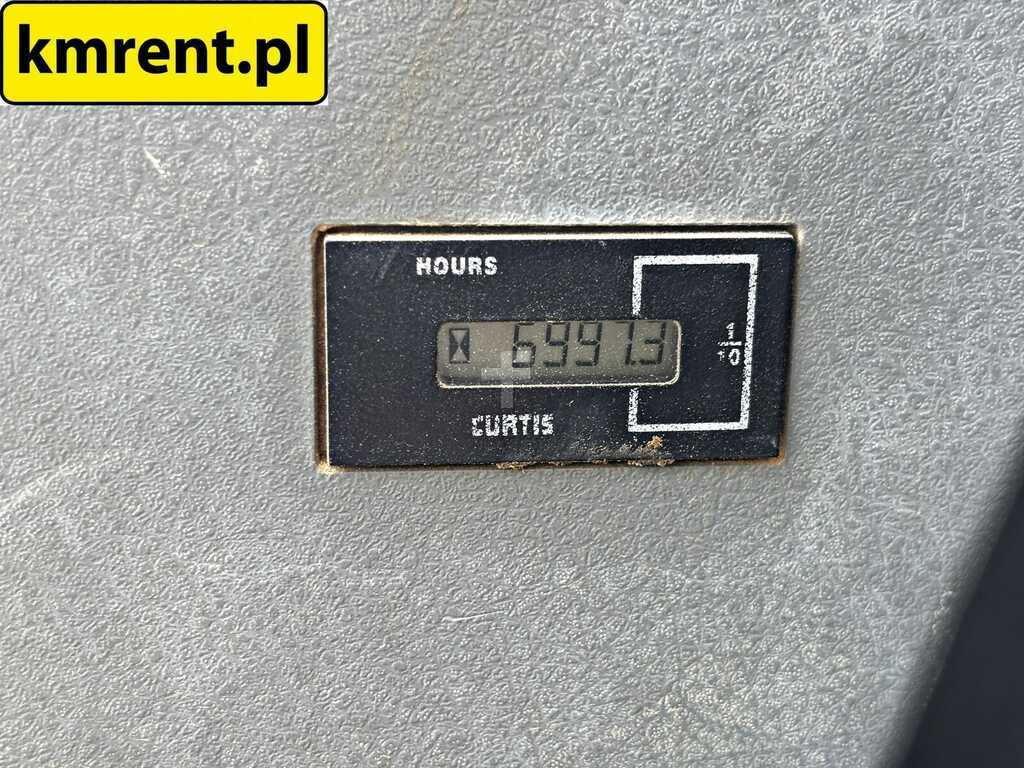 kmrent.pl
HOURS
6997.3
1/10
CURTIS